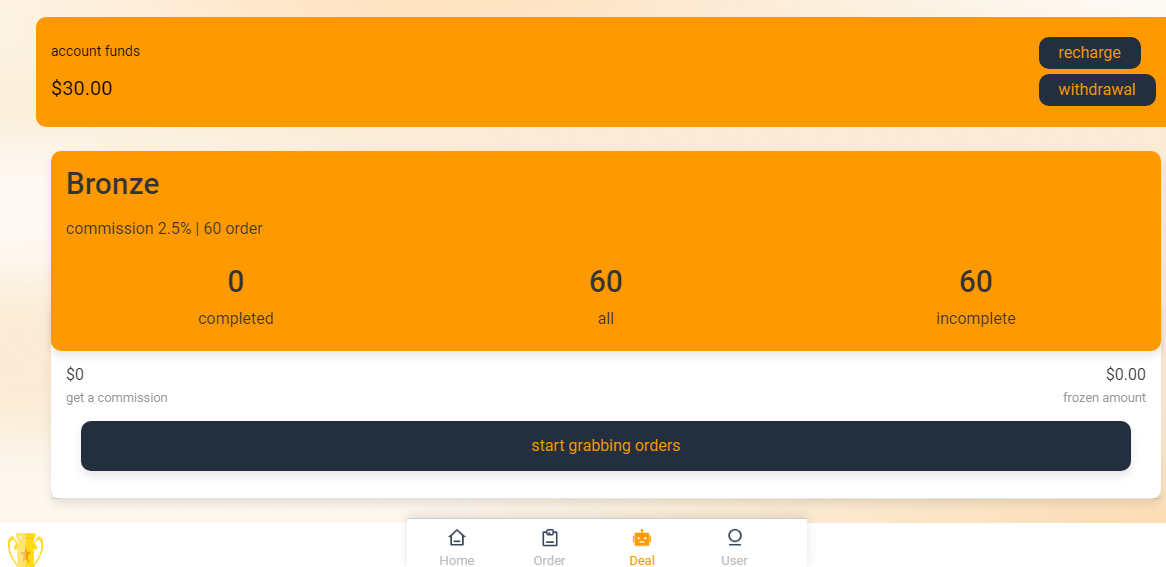 account funds
recharge
$30.00
withdrawal
Bronze
commission 2.5% | 60 order
0 60 60
completed all incomplete
$0 $0.00
get a commission frozen amount
start grabbing orders
Home Order Deal User